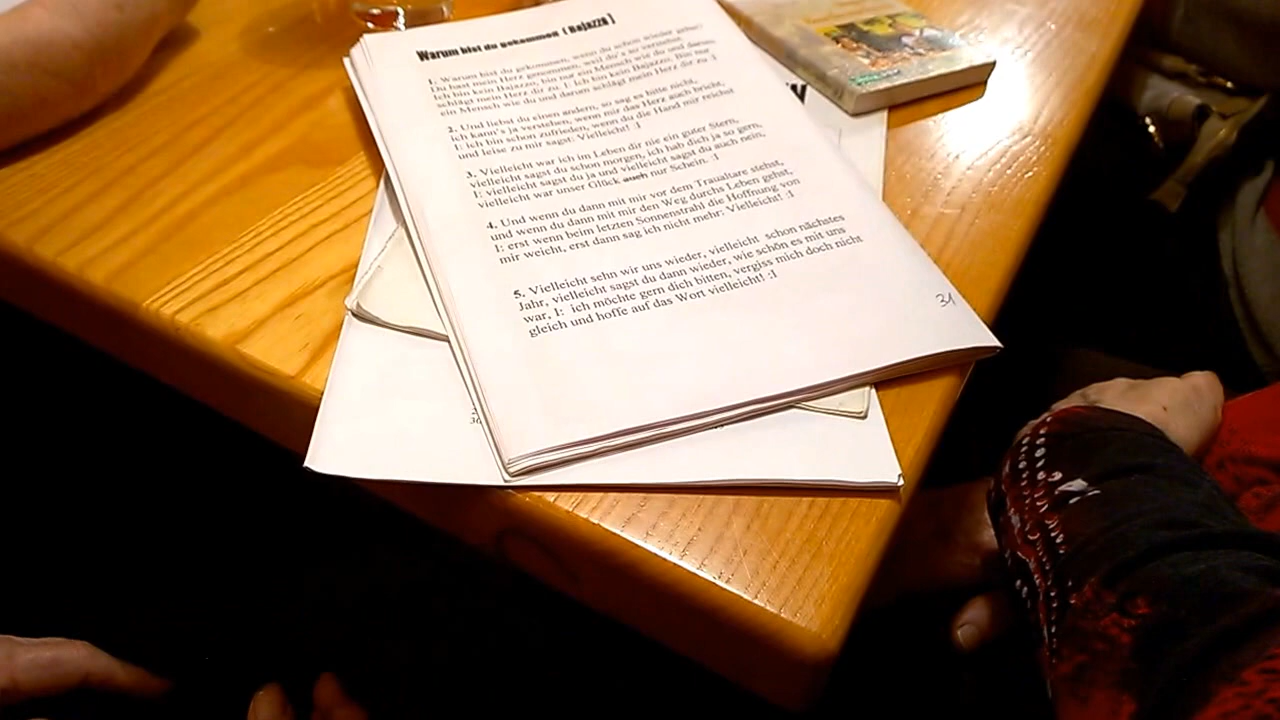 Warum bist du gekommen ( Bajazzo )
1. Warum bist du gekommen, wenn du schon wieder gehst?
Du hast mein Herz genommen, weil du's so verstehst.
Ich bin kein Bajazzo, bin nur ein Mensch wie du und darum
schlägt mein Herz dir zu. I: Ich bin kein Bajazzo, Bin nur
ein Mensch wie du und darum schlägt mein Herz dir zu :I
2. Und liebst du einen andern, so sag es bitte nicht,
ich kann's ja verstehen, wenn mir das Herz auch bricht,
I: ich bin schon zufrieden, wenn du die Hand mir reichst
und leise zu mir sagst: Vielleicht! :I
3. Vielleicht war ich im Leben dir nie ein guter Stern,
vielleicht sagst du schon morgen, ich hab dich ja so gern,
I: vielleicht sagst du ja und vielleicht sagst du auch nein,
vielleicht war unser Glück auch nur Schein. :I
4. Und wenn du dann mit mir vor dem Traualtare stehst,
und wenn du dann mit mir den Weg durchs Leben gehst,
I: erst wenn beim letzten Sonnenstrahl die Hoffnung von
mir weicht, erst dann sag ich nicht mehr: Vielleicht! :I
5. Vielleicht sehn wir uns wieder, vielleicht schon nächstes
Jahr, vielleicht sagst du dann wieder, wie schön es mit uns
war, I: ich möchte gern dich bitten, vergiss mich doch nicht
gleich und hoffe auf das Wort vielleicht! :I
31